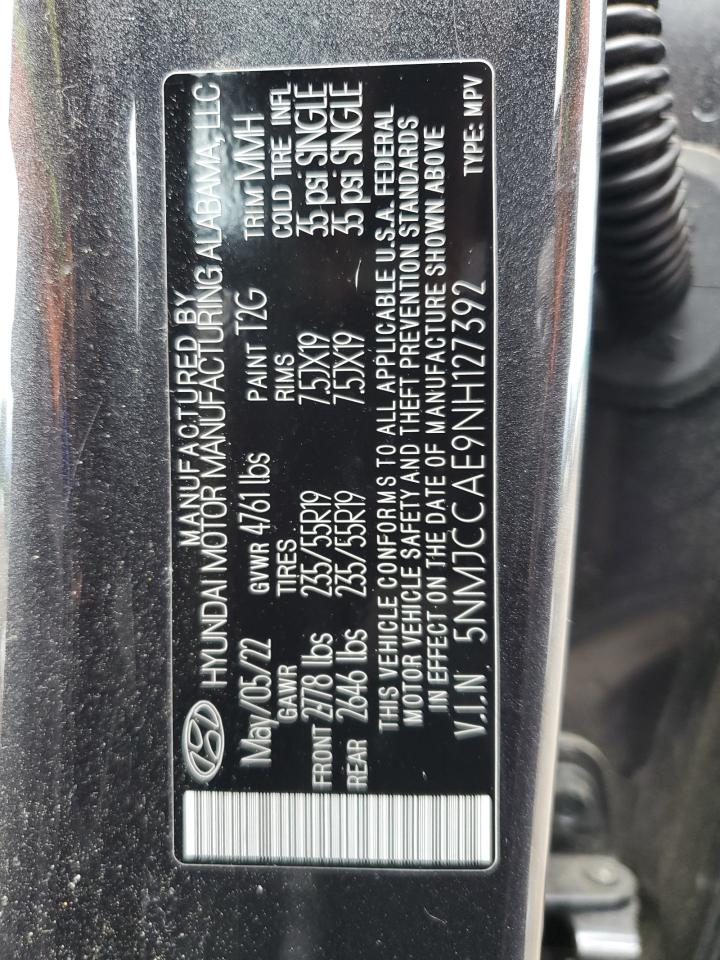 MANUFACTURED BY
HYUNDAI MOTOR MANUFACTURING ALABAMA, LLC
May/05/22 GVWR 4761 lbs PAINT T2G TRIM MMH
GAWR TIRES RIMS COLD TIRE INFL
FRONT 2778 lbs 235/55R19 7.5JX19 35 psi SINGLE
REAR 2646 lbs 235/55R19 7.5JX19 35 psi SINGLE
THIS VEHICLE CONFORMS TO ALL APPLICABLE U.S.A. FEDERAL
MOTOR VEHICLE SAFETY AND THEFT PREVENTION STANDARDS
IN EFFECT ON THE DATE OF MANUFACTURE SHOWN ABOVE
V.I.N 5NMJCCAE9NH127392 TYPE: MPV